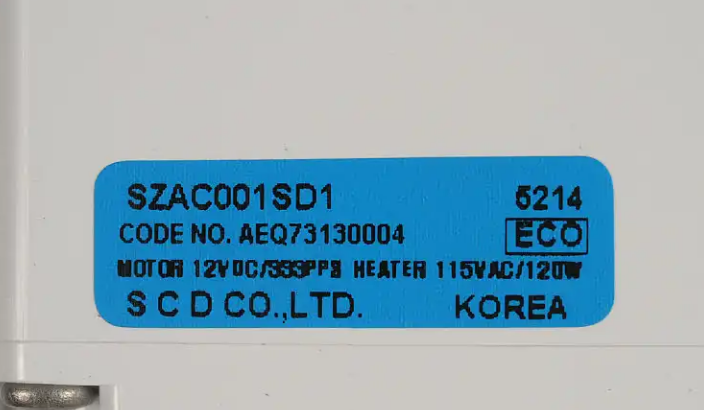 SZAC001SD1 5214
CODE NO. AEQ73130004 ECO
MOTOR 12VDC/333PPS HEATER 115VAC/120W
S C D CO.,LTD. KOREA